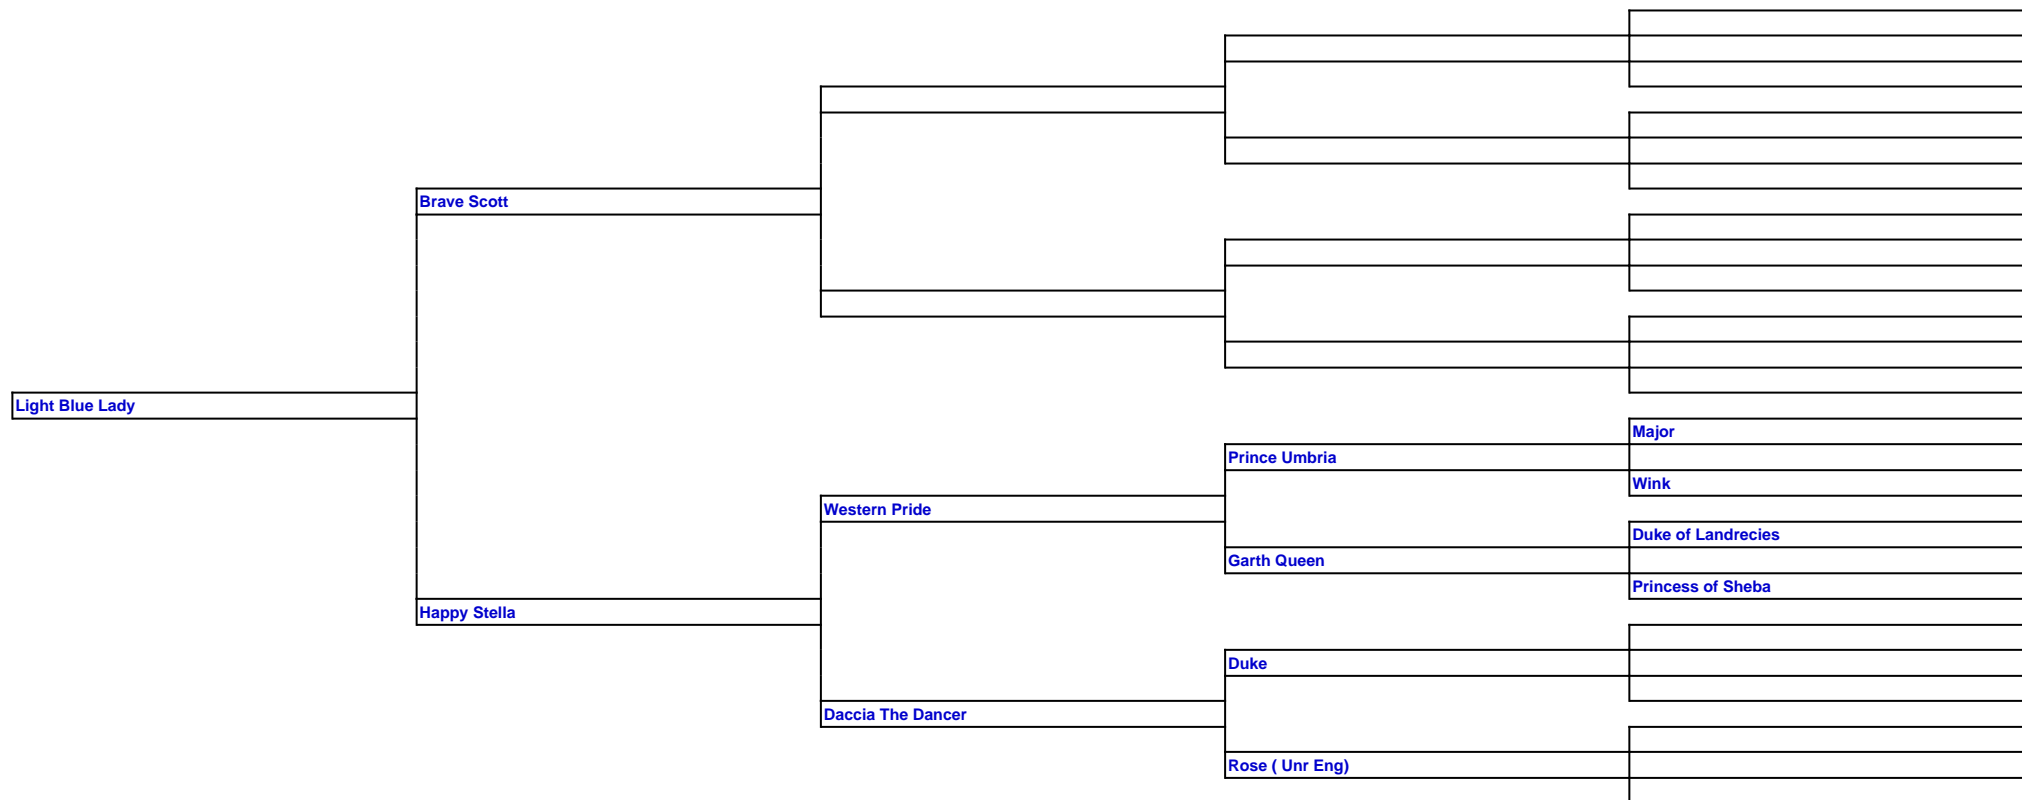 Brave Scott
Light Blue Lady
Major
Prince Umbria
Wink
Western Pride
Duke of Landrecies
Garth Queen
Princess of Sheba
Happy Stella
Duke
Daccia The Dancer
Rose ( Unr Eng)